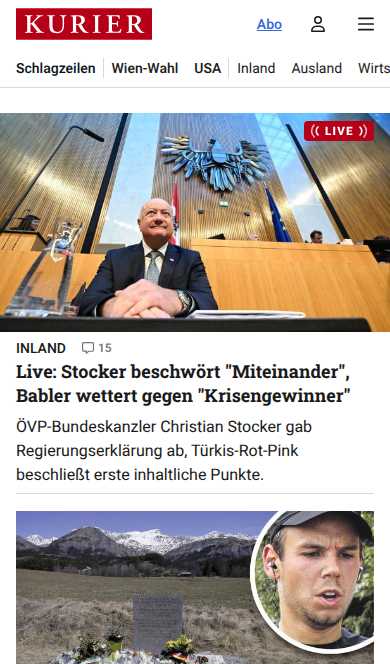 KURIER
Abo
Schlagzeilen Wien-Wahl USA Inland Ausland Wirts
LIVE
INLAND 15
Live: Stocker beschwört "Miteinander",
Babler wettert gegen "Krisengewinner"
ÖVP-Bundeskanzler Christian Stocker gab
Regierungserklärung ab, Türkis-Rot-Pink
beschließt erste inhaltliche Punkte.